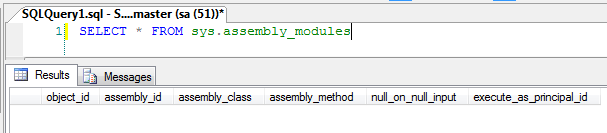 SQLQuery1.sql - S....master (sa (51))*
1 SELECT * FROM sys.assembly_modules
Results Messages
object_id assembly_id assembly_class assembly_method null_on_null_input execute_as_principal_id